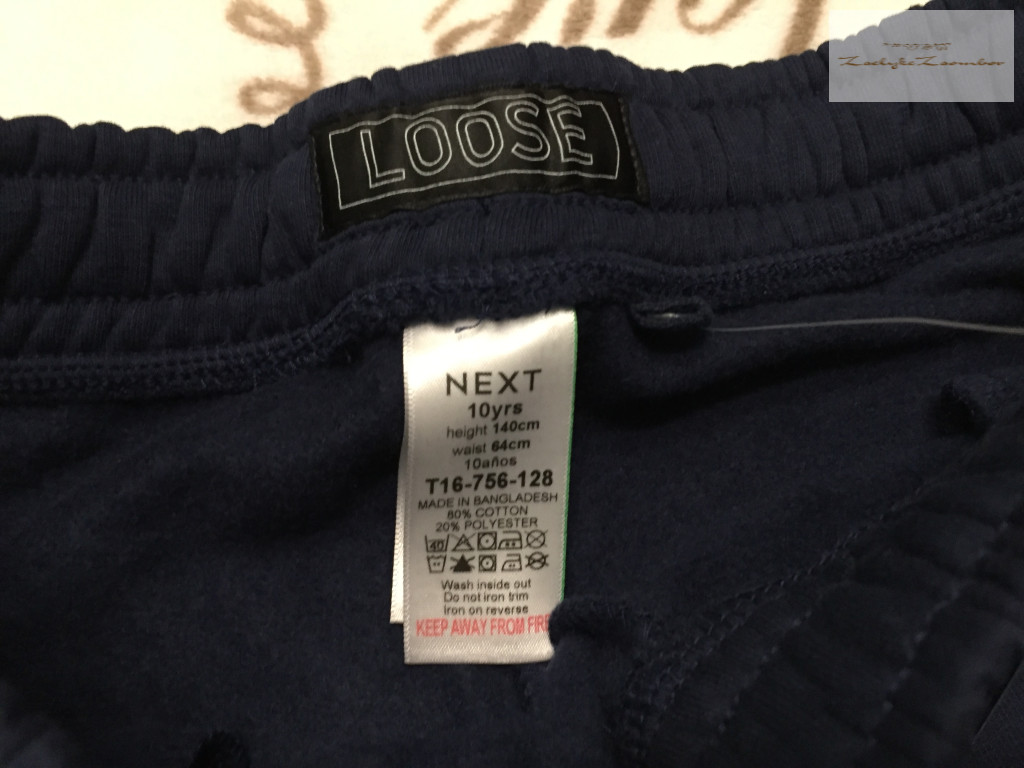 LOOSE
NEXT
10yrs
height 140cm
waist 64cm
10años
T16-756-128
MADE IN BANGLADESH
80% COTTON
20% POLYESTER
40
Wash inside out
Do not iron trim
Iron on reverse
KEEP AWAY FROM FIRE